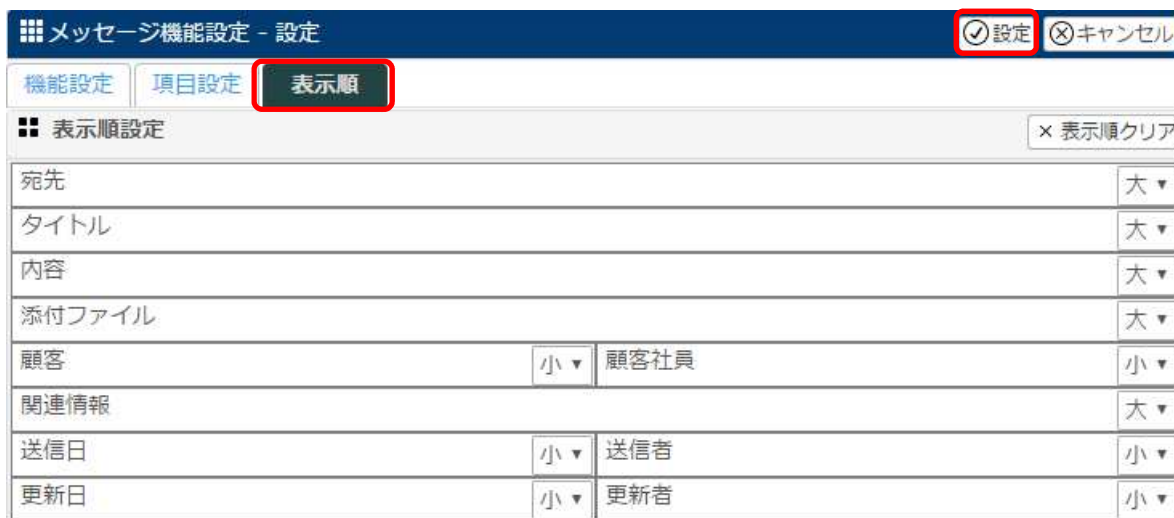 メッセージ機能設定 - 設定 設定 キャンセル
機能設定 項目設定 表示順
表示順設定 × 表示順クリア
宛先 大 ▼
タイトル 大 ▼
内容 大 ▼
添付ファイル 大 ▼
顧客 小 ▼ 顧客社員 小 ▼
関連情報 大 ▼
送信日 小 ▼ 送信者 小 ▼
更新日 小 ▼ 更新者 小 ▼